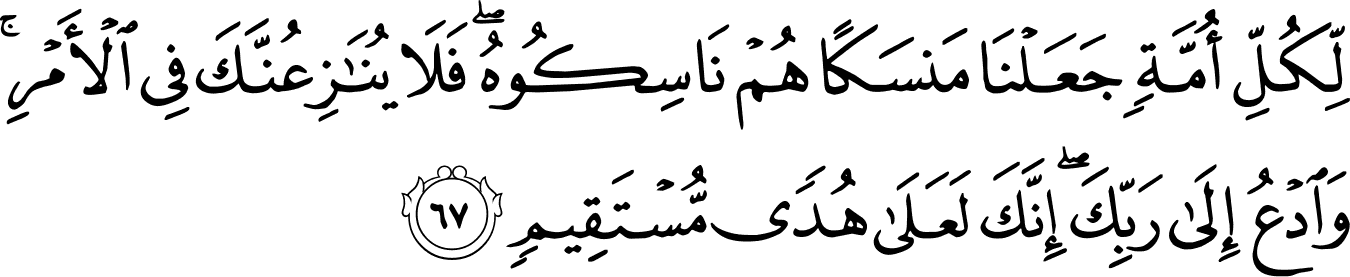 لِّكُلِّ أُمَّةٍ جَعَلْنَا مَنسَكًا هُمْ نَاسِكُوهُ ۖ فَلَا يُنَٰزِعُنَّكَ فِى ٱلْأَمْرِ ۚ
وَٱدْعُ إِلَىٰ رَبِّكَ ۖ إِنَّكَ لَعَلَىٰ هُدًى مُّسْتَقِيمٍ ٦٧